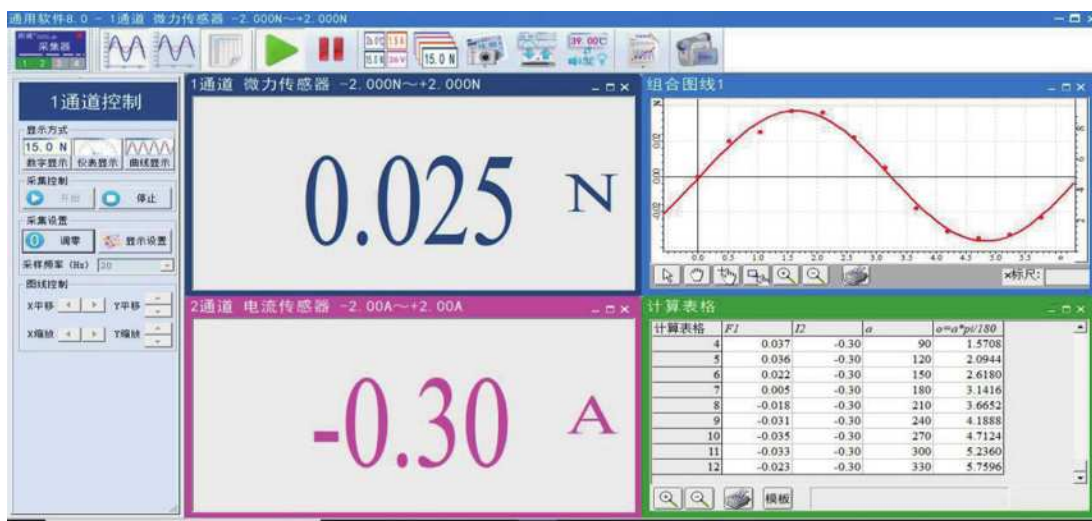 通用软件8.0 - 1通道 微力传感器 -2.000N～+2.000N
采集器
1 2 3 4
15.0 N
39.00℃
1通道控制
显示方式
15.0 N
数字显示 仪表显示 曲线显示
采集控制
开始 停止
采集设置
调零 显示设置
采样频率 (Hz) 20
图线控制
X平移 Y平移
X缩放 Y缩放
1通道 微力传感器 -2.000N～+2.000N
0.025 N
2通道 电流传感器 -2.00A～+2.00A
-0.30 A
组合图线1
N
0.02
0.00
-0.02
0.0 0.5 1.0 1.5 2.0 2.5 3.0 3.5 4.0 4.5 5.0 5.5
x标尺:
计算表格
计算表格 F1 I2 a o=a*pi/180
4 0.037 -0.30 90 1.5708
5 0.036 -0.30 120 2.0944
6 0.022 -0.30 150 2.6180
7 0.005 -0.30 180 3.1416
8 -0.018 -0.30 210 3.6652
9 -0.031 -0.30 240 4.1888
10 -0.035 -0.30 270 4.7124
11 -0.033 -0.30 300 5.2360
12 -0.023 -0.30 330 5.7596
模板